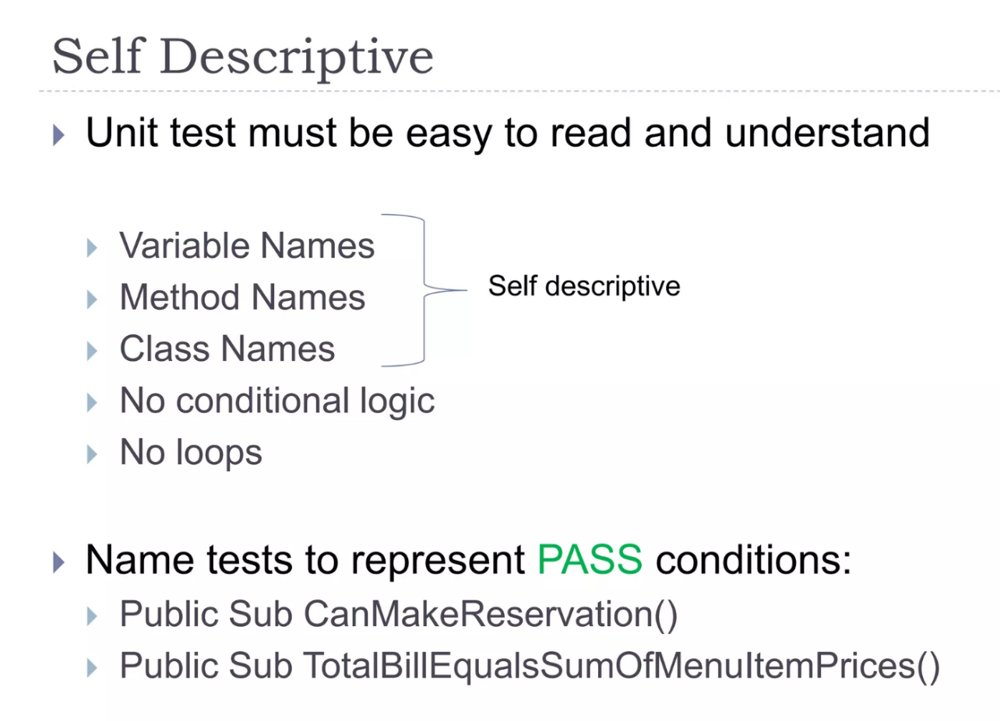 Self Descriptive
Unit test must be easy to read and understand
Variable Names
Method Names
Self descriptive
Class Names
No conditional logic
No loops
Name tests to represent PASS conditions:
Public Sub CanMakeReservation()
Public Sub TotalBillEqualsSumOfMenuItemPrices()